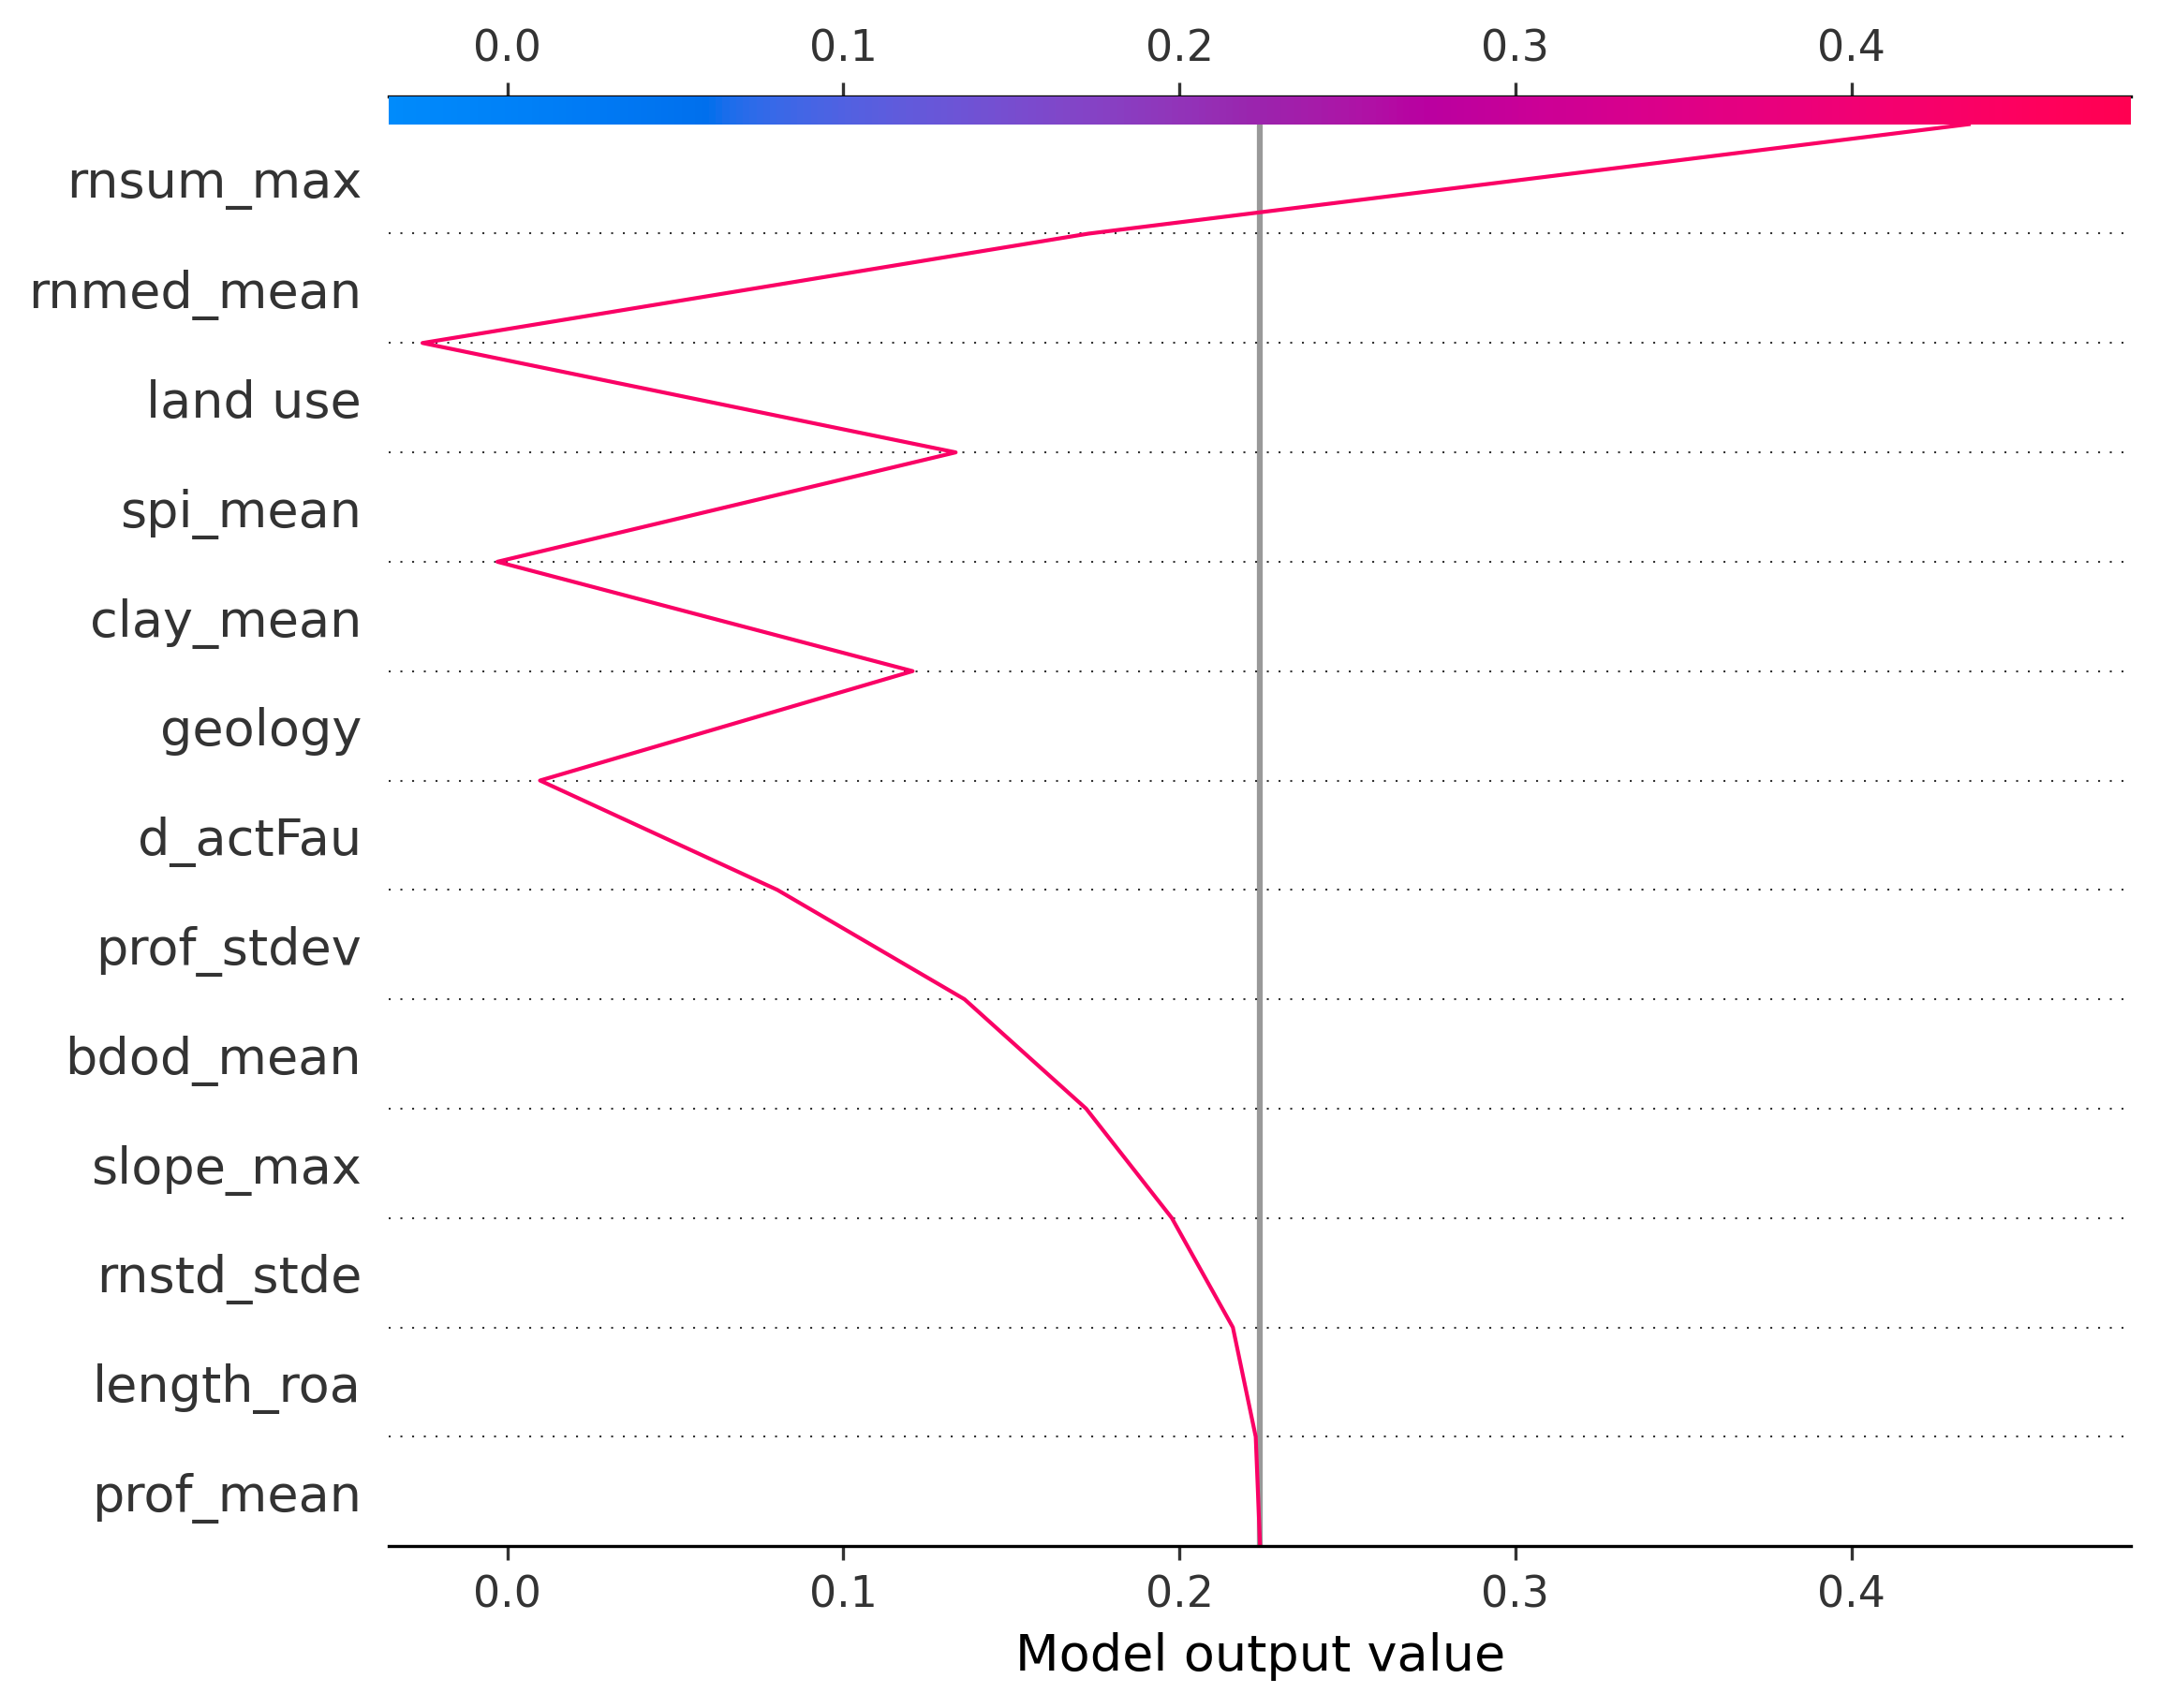 0.0 0.1 0.2 0.3 0.4
rnsum_max
rnmed_mean
land use
spi_mean
clay_mean
geology
d_actFau
prof_stdev
bdod_mean
slope_max
rnstd_stde
length_roa
prof_mean
0.0 0.1 0.2 0.3 0.4
Model output value